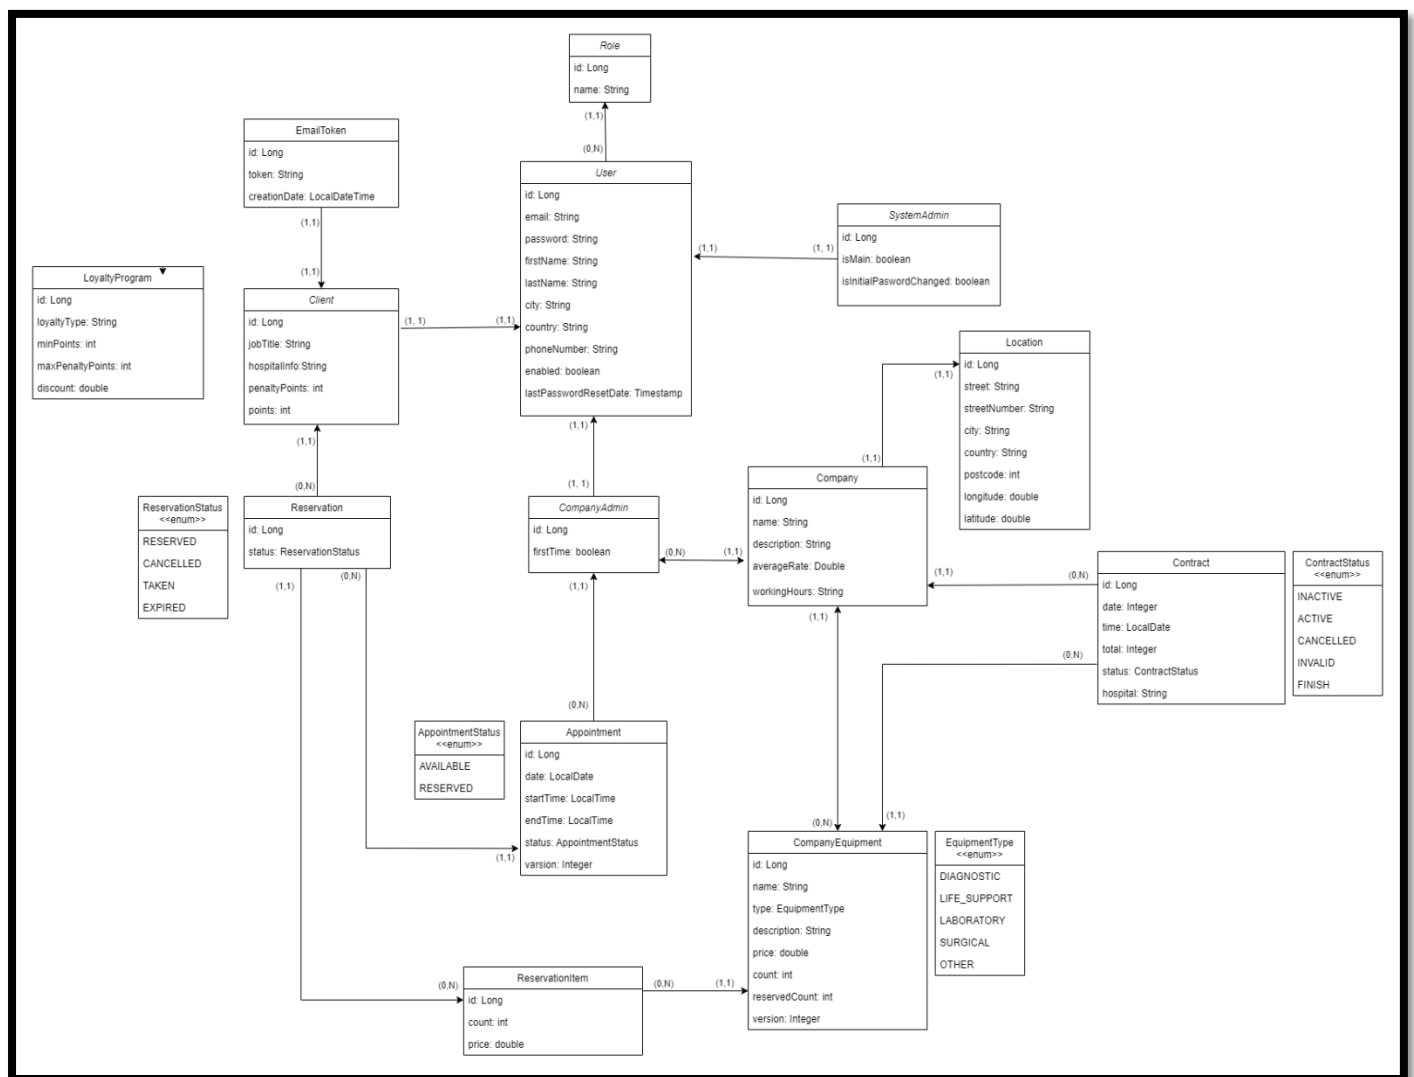 Role
id: Long
name: String
(1,1)
(0,N)
EmailToken
id: Long
token: String
creationDate: LocalDateTime
(1,1)
(1,1)
User
id: Long
email: String
password: String
firstName: String
lastName: String
city: String
country: String
phoneNumber: String
enabled: boolean
lastPasswordResetDate: Timestamp
(1,1)
(1, 1)
SystemAdmin
id: Long
isMain: boolean
isInitialPaswordChanged: boolean
(1,1)
(1, 1)
LoyaltyProgram
id: Long
loyaltyType: String
minPoints: int
maxPenaltyPoints: int
discount: double
Client
id: Long
jobTitle: String
hospitalInfo:String
penaltyPoints: int
points: int
(1, 1)
(1,1)
(1,1)
(0,N)
Location
id: Long
street: String
streetNumber: String
city: String
country: String
postcode: int
longitude: double
latitude: double
(1,1)
(1,1)
ReservationStatus
<<enum>>
RESERVED
CANCELLED
TAKEN
EXPIRED
Reservation
id: Long
status: ReservationStatus
(1,1)
(0,N)
CompanyAdmin
id: Long
firstTime: boolean
(0,N)
(1,1)
(1,1)
(0,N)
Company
id: Long
name: String
description: String
averageRate: Double
workingHours: String
(1,1)
(1,1)
(0,N)
(0,N)
Contract
id: Long
date: Integer
time: LocalDate
total: Integer
status: ContractStatus
hospital: String
ContractStatus
<<enum>>
INACTIVE
ACTIVE
CANCELLED
INVALID
FINISH
AppointmentStatus
<<enum>>
AVAILABLE
RESERVED
Appointment
id: Long
date: LocalDate
startTime: LocalTime
endTime: LocalTime
status: AppointmentStatus
varsion: Integer
(1,1)
(0,N)
(1,1)
CompanyEquipment
id: Long
name: String
type: EquipmentType
description: String
price: double
count: int
reservedCount: int
version: Integer
EquipmentType
<<enum>>
DIAGNOSTIC
LIFE_SUPPORT
LABORATORY
SURGICAL
OTHER
(0,N)
ReservationItem
id: Long
count: int
price: double
(0,N)
(1,1)